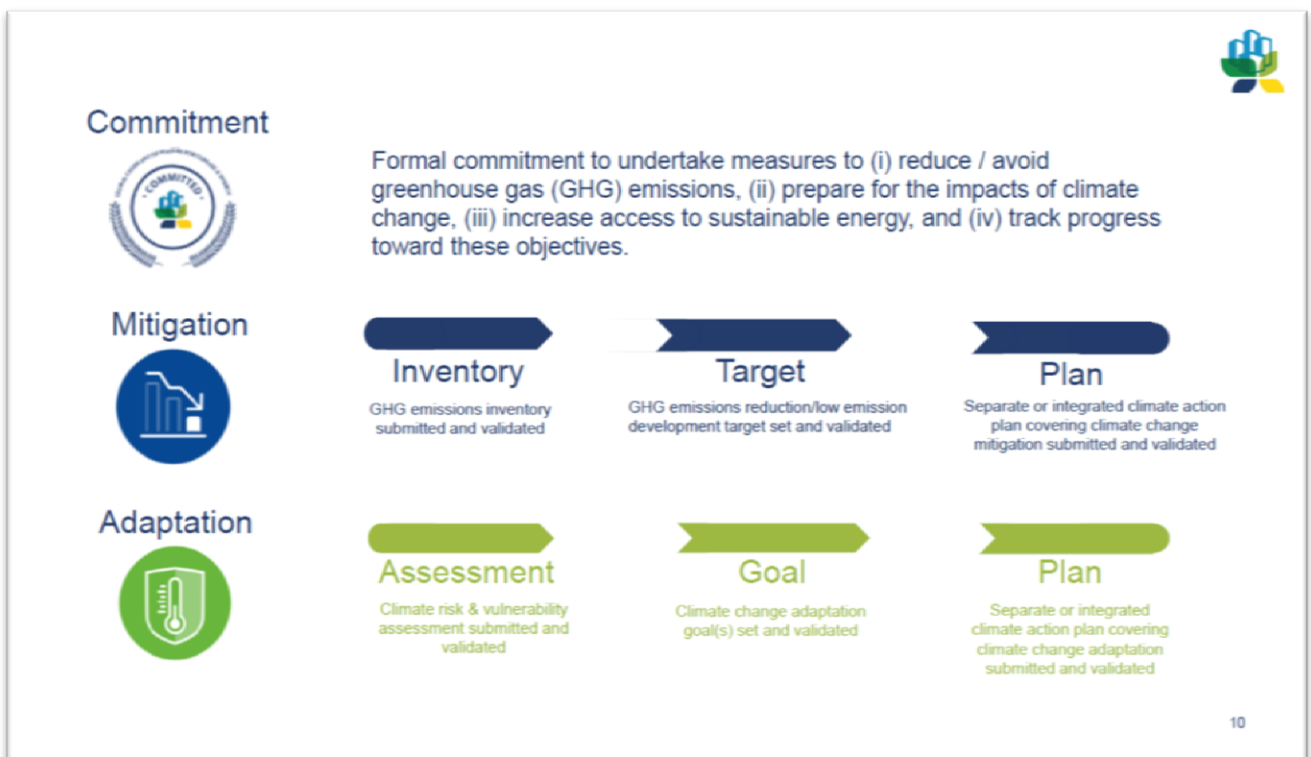 Commitment
COMMITTED
Formal commitment to undertake measures to (i) reduce / avoid
greenhouse gas (GHG) emissions, (ii) prepare for the impacts of climate
change, (iii) increase access to sustainable energy, and (iv) track progress
toward these objectives.
Mitigation
Inventory
GHG emissions inventory
submitted and validated
Target
GHG emissions reduction/low emission
development target set and validated
Plan
Separate or integrated climate action
plan covering climate change
mitigation submitted and validated
Adaptation
Assessment
Climate risk & vulnerability
assessment submitted and
validated
Goal
Climate change adaptation
goal(s) set and validated
Plan
Separate or integrated
climate action plan covering
climate change adaptation
submitted and validated
10